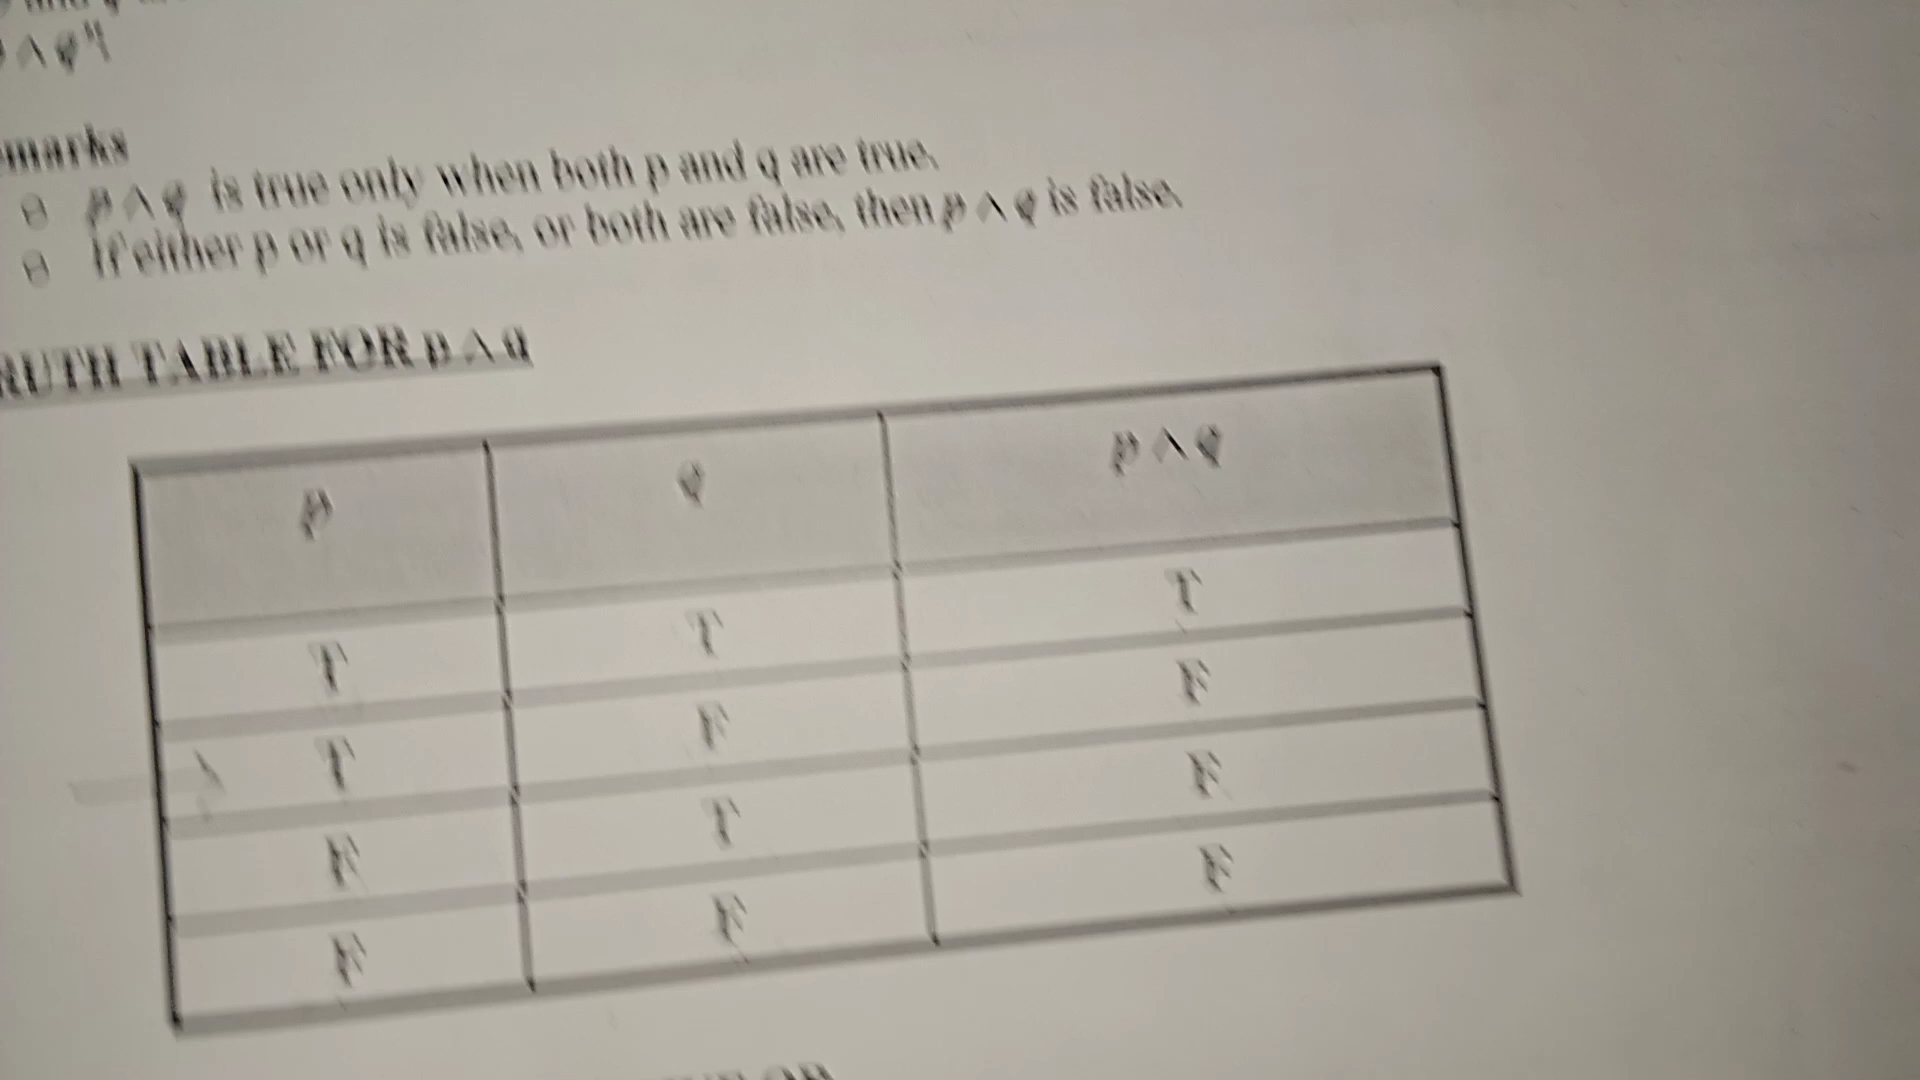 ∧ q"
marks
p ∧ q is true only when both p and q are true.
If either p or q is false, or both are false, then p ∧ q is false.
RUTH TABLE FOR p ∧ q
p q p ∧ q
T T T
T F F
F T F
F F F